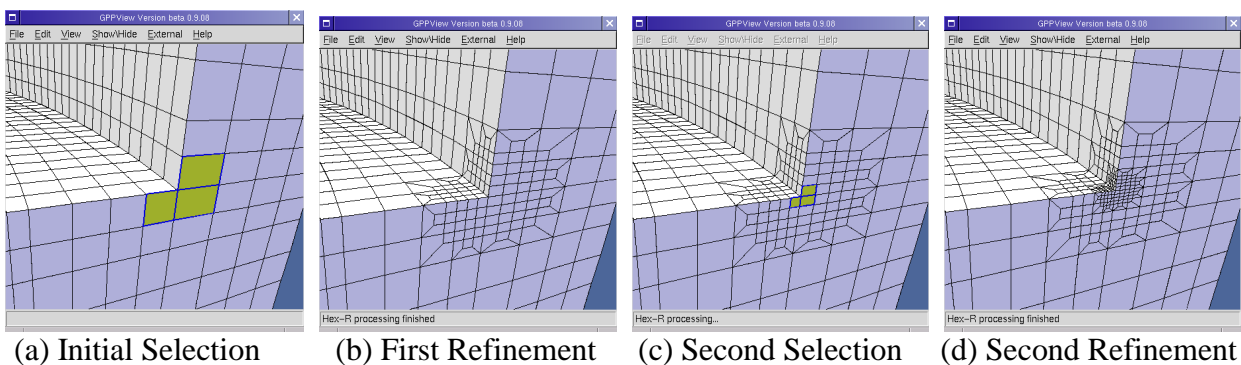 GPPView Version beta 0.9.08
File Edit View Show\Hide External Help
(a) Initial Selection
GPPView Version beta 0.9.08
File Edit View Show\Hide External Help
Hex-R processing finished
(b) First Refinement
GPPView Version beta 0.9.08
File Edit View Show\Hide External Help
Hex-R processing...
(c) Second Selection
GPPView Version beta 0.9.08
File Edit View Show\Hide External Help
Hex-R processing finished
(d) Second Refinement